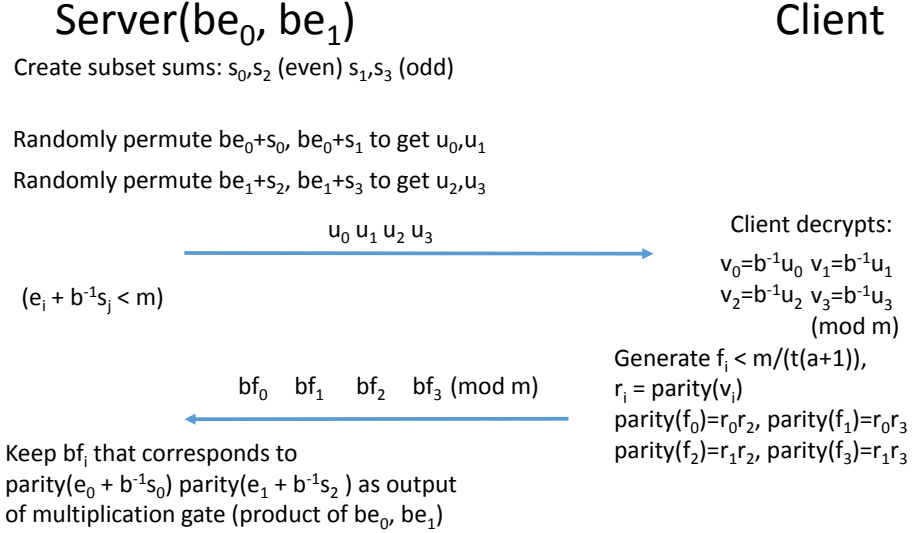 Server(be₀, be₁)
Client
Create subset sums: s₀,s₂ (even) s₁,s₃ (odd)
Randomly permute be₀+s₀, be₀+s₁ to get u₀,u₁
Randomly permute be₁+s₂, be₁+s₃ to get u₂,u₃
u₀ u₁ u₂ u₃
Client decrypts:
v₀=b⁻¹u₀ v₁=b⁻¹u₁
v₂=b⁻¹u₂ v₃=b⁻¹u₃
(mod m)
(eᵢ + b⁻¹sⱼ < m)
Generate fᵢ < m/(t(a+1)),
rᵢ = parity(vᵢ)
parity(f₀)=r₀r₂, parity(f₁)=r₀r₃
parity(f₂)=r₁r₂, parity(f₃)=r₁r₃
bf₀ bf₁ bf₂ bf₃ (mod m)
Keep bfᵢ that corresponds to
parity(e₀ + b⁻¹s₀) parity(e₁ + b⁻¹s₂ ) as output
of multiplication gate (product of be₀, be₁)